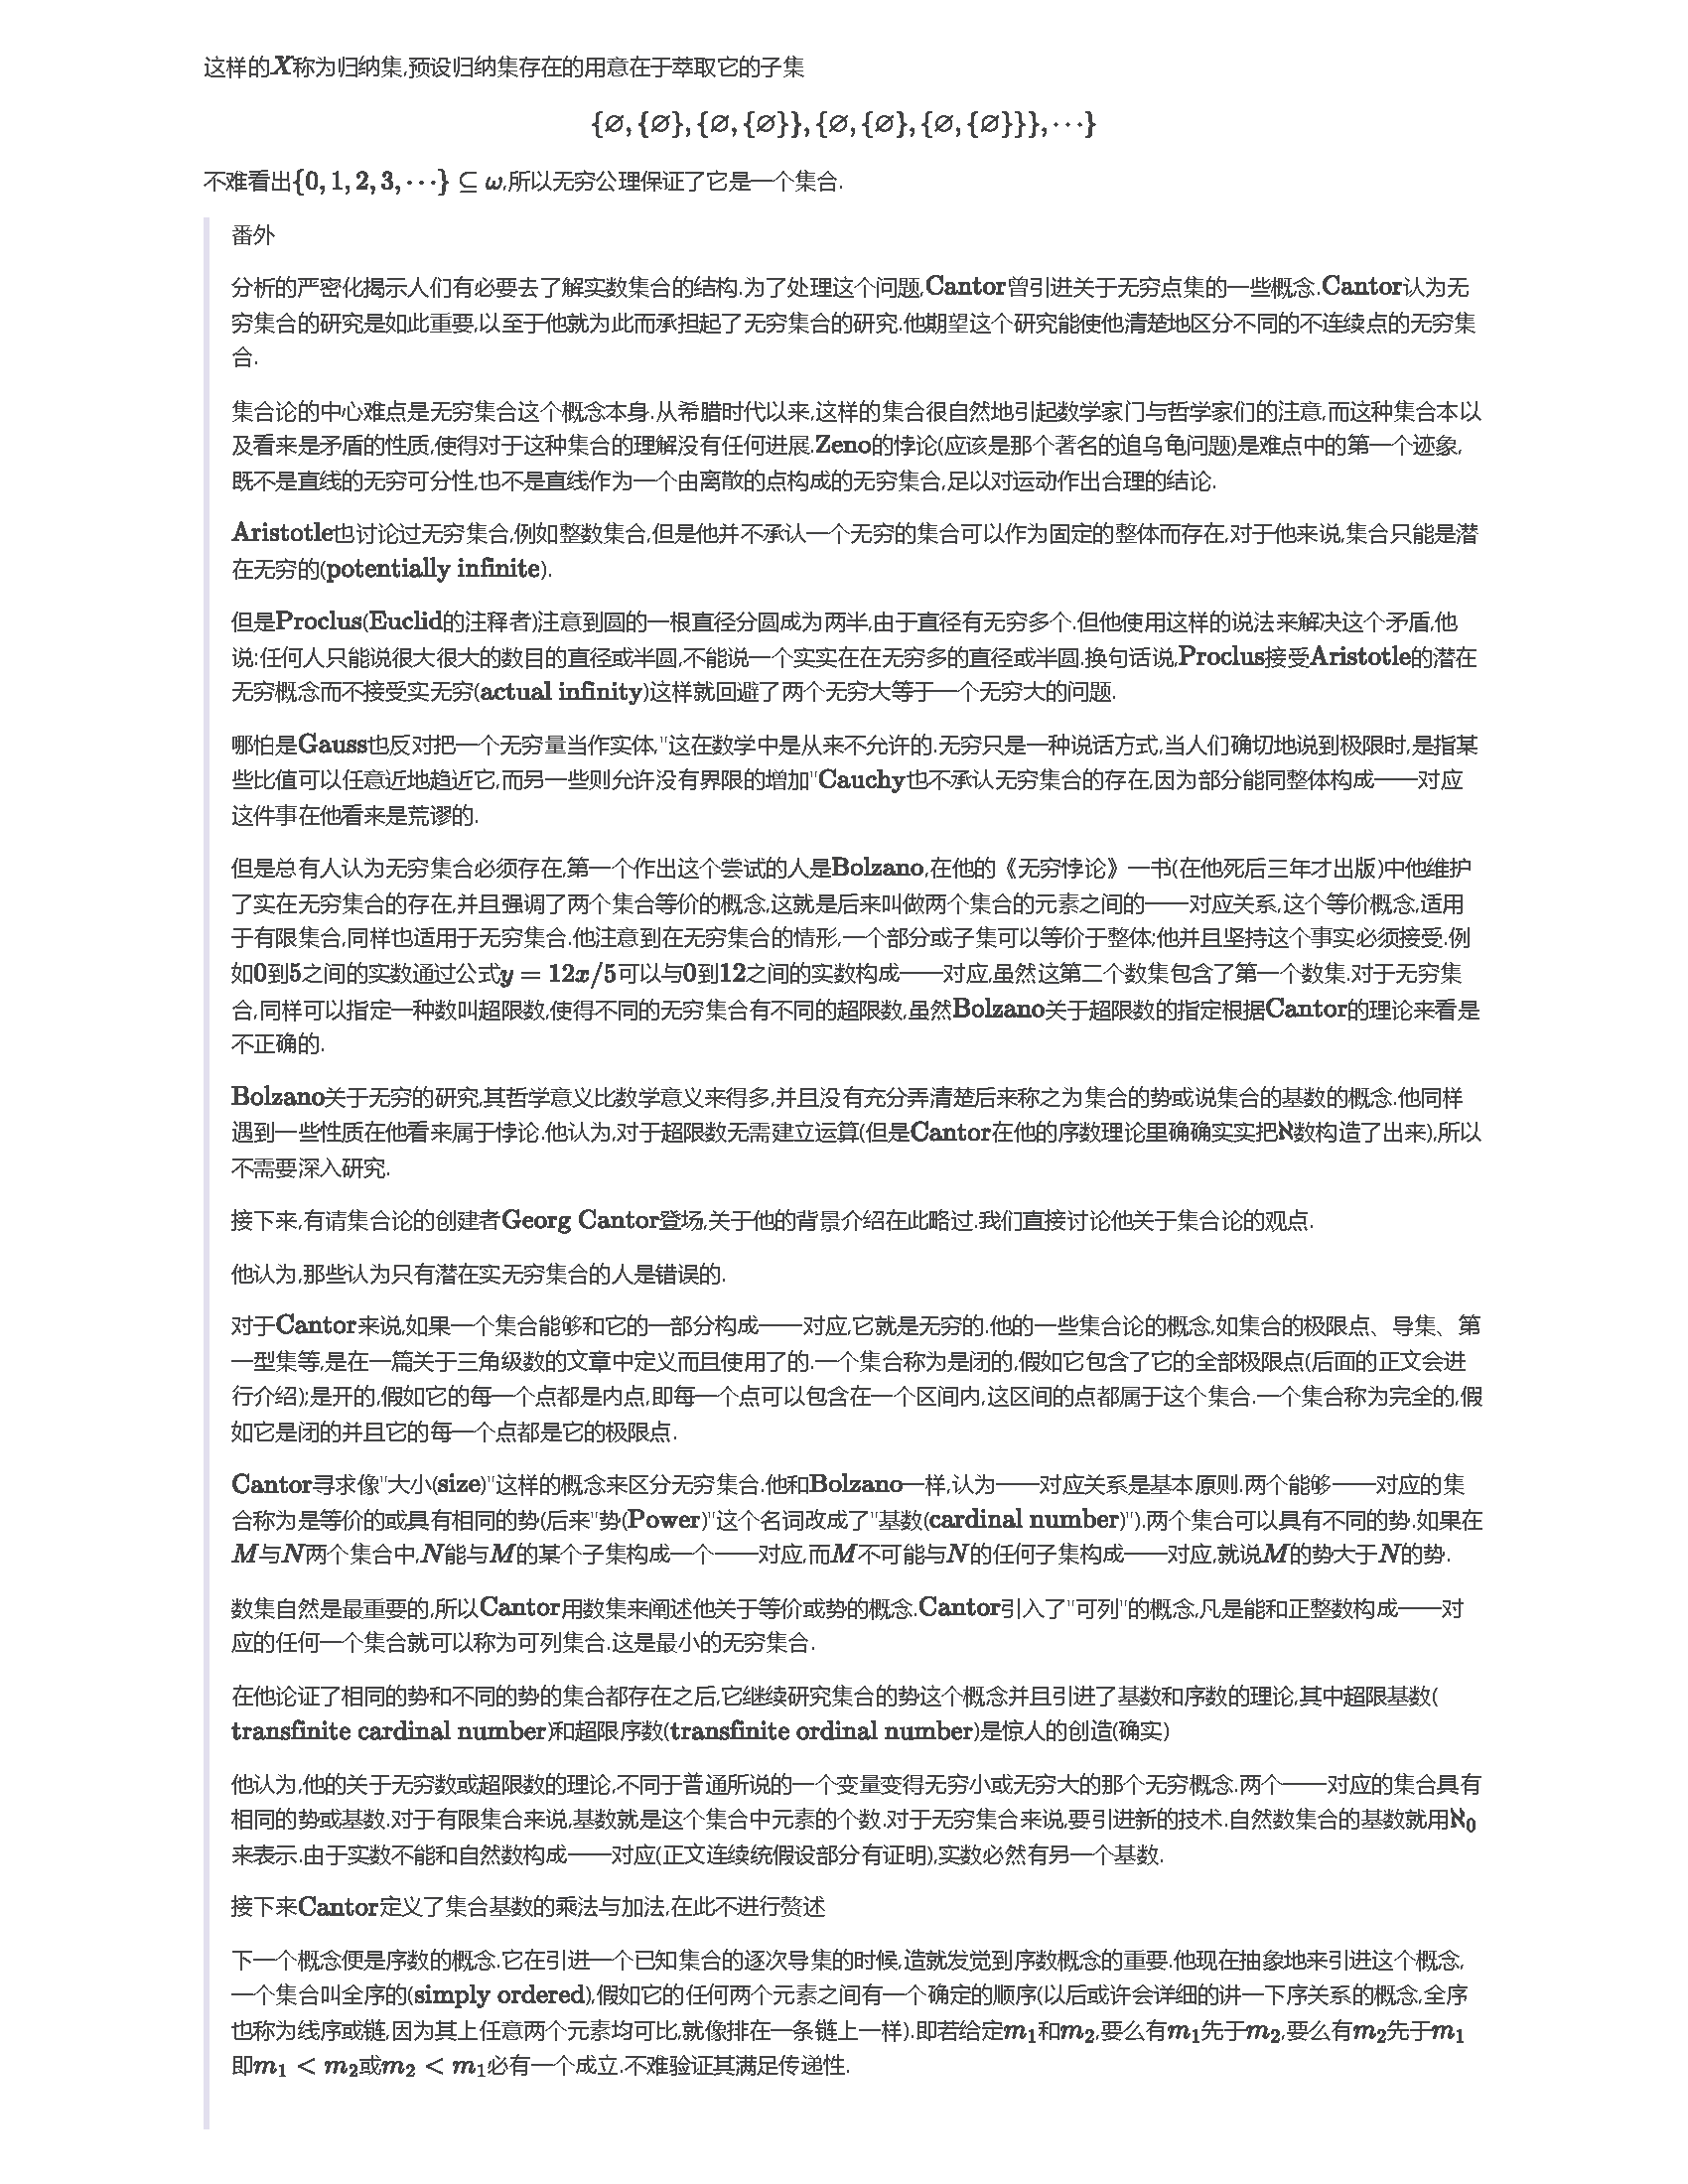 这样的X称为归纳集,预设归纳集存在的用意在于萃取它的子集
{∅, {∅}, {∅, {∅}}, {∅, {∅}, {∅, {∅}}}, ⋯}
不难看出{0, 1, 2, 3, ⋯} ⊆ ω,所以无穷公理保证了它是一个集合.
番外
分析的严密化揭示人们有必要去了解实数集合的结构.为了处理这个问题,Cantor曾引进关于无穷点集的一些概念.Cantor认为无
穷集合的研究是如此重要,以至于他就为此而承担起了无穷集合的研究.他期望这个研究能使他清楚地区分不同的不连续点的无穷集
合.
集合论的中心难点是无穷集合这个概念本身.从希腊时代以来,这样的集合很自然地引起数学家门与哲学家们的注意,而这种集合本以
及看来是矛盾的性质,使得对于这种集合的理解没有任何进展.Zeno的悖论(应该是那个著名的追乌龟问题)是难点中的第一个迹象,
既不是直线的无穷可分性,也不是直线作为一个由离散的点构成的无穷集合,足以对运动作出合理的结论.
Aristotle也讨论过无穷集合,例如整数集合,但是他并不承认一个无穷的集合可以作为固定的整体而存在,对于他来说,集合只能是潜
在无穷的(potentially infinite).
但是Proclus(Euclid的注释者)注意到圆的一根直径分圆成为两半,由于直径有无穷多个.但他使用这样的说法来解决这个矛盾,他
说:任何人只能说很大很大的数目的直径或半圆,不能说一个实实在在无穷多的直径或半圆.换句话说,Proclus接受Aristotle的潜在
无穷概念而不接受实无穷(actual infinity)这样就回避了两个无穷大等于一个无穷大的问题.
哪怕是Gauss也反对把一个无穷量当作实体,"这在数学中是从来不允许的.无穷只是一种说话方式,当人们确切地说到极限时,是指某
些比值可以任意近地趋近它,而另一些则允许没有界限的增加"Cauchy也不承认无穷集合的存在,因为部分能同整体构成一一对应
这件事在他看来是荒谬的.
但是总有人认为无穷集合必须存在,第一个作出这个尝试的人是Bolzano,在他的《无穷悖论》一书(在他死后三年才出版)中他维护
了实在无穷集合的存在,并且强调了两个集合等价的概念,这就是后来叫做两个集合的元素之间的一一对应关系,这个等价概念,适用
于有限集合,同样也适用于无穷集合.他注意到在无穷集合的情形,一个部分或子集可以等价于整体;他并且坚持这个事实必须接受.例
如0到5之间的实数通过公式y = 12x/5可以与0到12之间的实数构成一一对应,虽然这第二个数集包含了第一个数集.对于无穷集
合,同样可以指定一种数叫超限数,使得不同的无穷集合有不同的超限数,虽然Bolzano关于超限数的指定根据Cantor的理论来看是
不正确的.
Bolzano关于无穷的研究,其哲学意义比数学意义来得多,并且没有充分弄清楚后来称之为集合的势或说集合的基数的概念.他同样
遇到一些性质在他看来属于悖论.他认为,对于超限数无需建立运算(但是Cantor在他的序数理论里确确实实把ℵ数构造了出来),所以
不需要深入研究.
接下来,有请集合论的创建者Georg Cantor登场,关于他的背景介绍在此略过.我们直接讨论他关于集合论的观点.
他认为,那些认为只有潜在实无穷集合的人是错误的.
对于Cantor来说,如果一个集合能够和它的一部分构成一一对应,它就是无穷的.他的一些集合论的概念,如集合的极限点、导集、第
一型集等,是在一篇关于三角级数的文章中定义而且使用了的.一个集合称为是闭的,假如它包含了它的全部极限点(后面的正文会进
行介绍);是开的,假如它的每一个点都是内点,即每一个点可以包含在一个区间内,这区间的点都属于这个集合.一个集合称为完全的,假
如它是闭的并且它的每一个点都是它的极限点.
Cantor寻求像"大小(size)"这样的概念来区分无穷集合.他和Bolzano一样,认为一一对应关系是基本原则.两个能够一一对应的集
合称为是等价的或具有相同的势(后来"势(Power)"这个名词改成了"基数(cardinal number)").两个集合可以具有不同的势.如果在
M与N两个集合中,N能与M的某个子集构成一个一一对应,而M不可能与N的任何子集构成一一对应,就说M的势大于N的势.
数集自然是最重要的,所以Cantor用数集来阐述他关于等价或势的概念.Cantor引入了"可列"的概念,凡是能和正整数构成一一对
应的任何一个集合就可以称为可列集合.这是最小的无穷集合.
在他论证了相同的势和不同的势的集合都存在之后,它继续研究集合的势这个概念并且引进了基数和序数的理论,其中超限基数(
transfinite cardinal number)和超限序数(transfinite ordinal number)是惊人的创造(确实)
他认为,他的关于无穷数或超限数的理论,不同于普通所说的一个变量变得无穷小或无穷大的那个无穷概念.两个一一对应的集合具有
相同的势或基数.对于有限集合来说,基数就是这个集合中元素的个数.对于无穷集合来说,要引进新的技术.自然数集合的基数就用ℵ₀
来表示.由于实数不能和自然数构成一一对应(正文连续统假设部分有证明),实数必然有另一个基数.
接下来Cantor定义了集合基数的乘法与加法,在此不进行赘述
下一个概念便是序数的概念.它在引进一个已知集合的逐次导集的时候,造就发觉到序数概念的重要.他现在抽象地来引进这个概念,
一个集合叫全序的(simply ordered),假如它的任何两个元素之间有一个确定的顺序(以后或许会详细的讲一下序关系的概念,全序
也称为线序或链,因为其上任意两个元素均可比,就像排在一条链上一样).即若给定m₁和m₂,要么有m₁先于m₂,要么有m₂先于m₁
即m₁ < m₂或m₂ < m₁必有一个成立.不难验证其满足传递性.